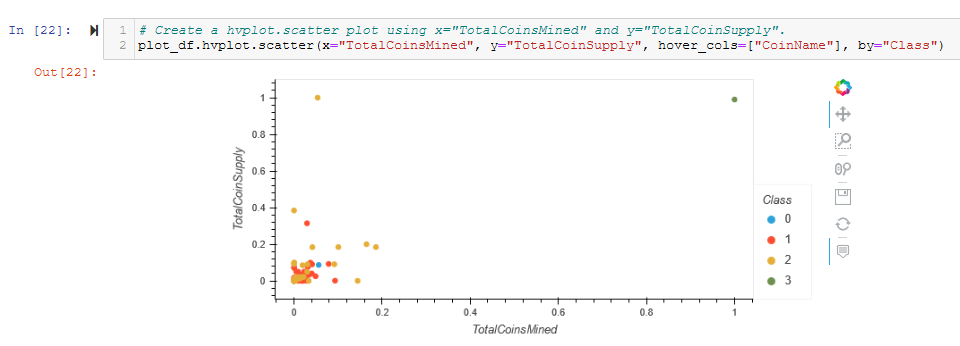 In [22]:
1 # Create a hvplot.scatter plot using x="TotalCoinsMined" and y="TotalCoinSupply".
2 plot_df.hvplot.scatter(x="TotalCoinsMined", y="TotalCoinSupply", hover_cols=["CoinName"], by="Class")
Out[22]:
TotalCoinSupply
1
0.8
0.6
0.4
0.2
0
0 0.2 0.4 0.6 0.8 1
TotalCoinsMined
Class
0
1
2
3